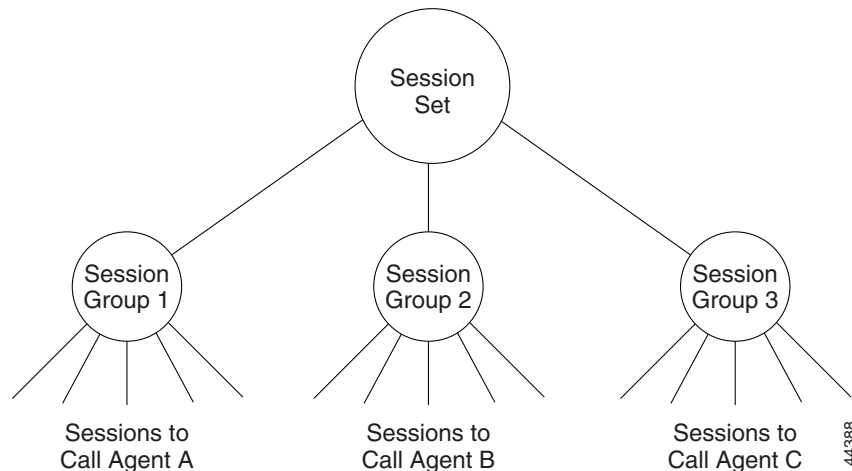 Session
Set
Session
Group 1
Session
Group 2
Session
Group 3
Sessions to
Call Agent A
Sessions to
Call Agent B
Sessions to
Call Agent C
44388